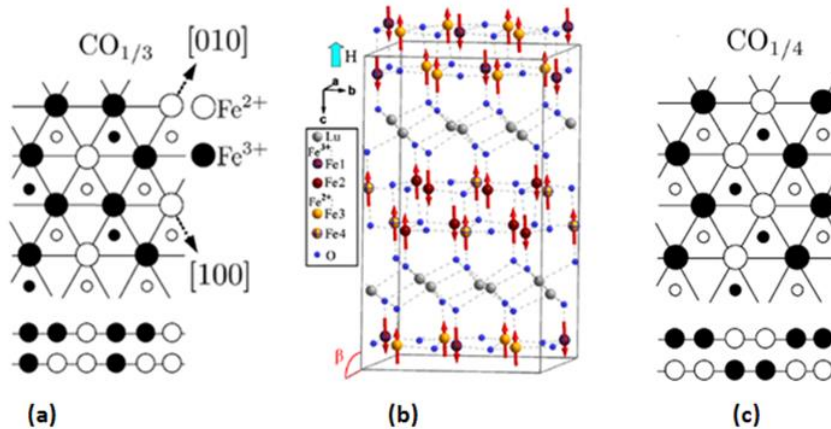 CO1/3
[010]
Fe2+
Fe3+
[100]
(a)
H
a
b
c
Lu
Fe3+:
Fe1
Fe2
Fe2+:
Fe3
Fe4
O
β
(b)
CO1/4
(c)